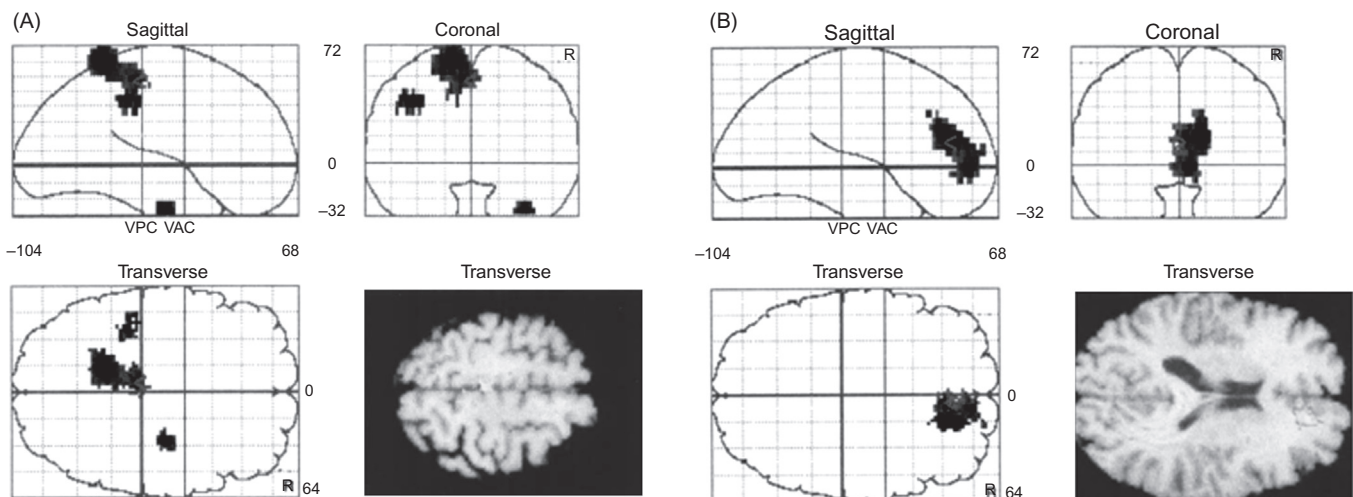 (A)
Sagittal
Coronal
72
R
0
–32
VPC VAC
–104
68
Transverse
Transverse
0
R
64
(B)
Sagittal
Coronal
72
R
0
–32
VPC VAC
–104
68
Transverse
Transverse
0
R
64